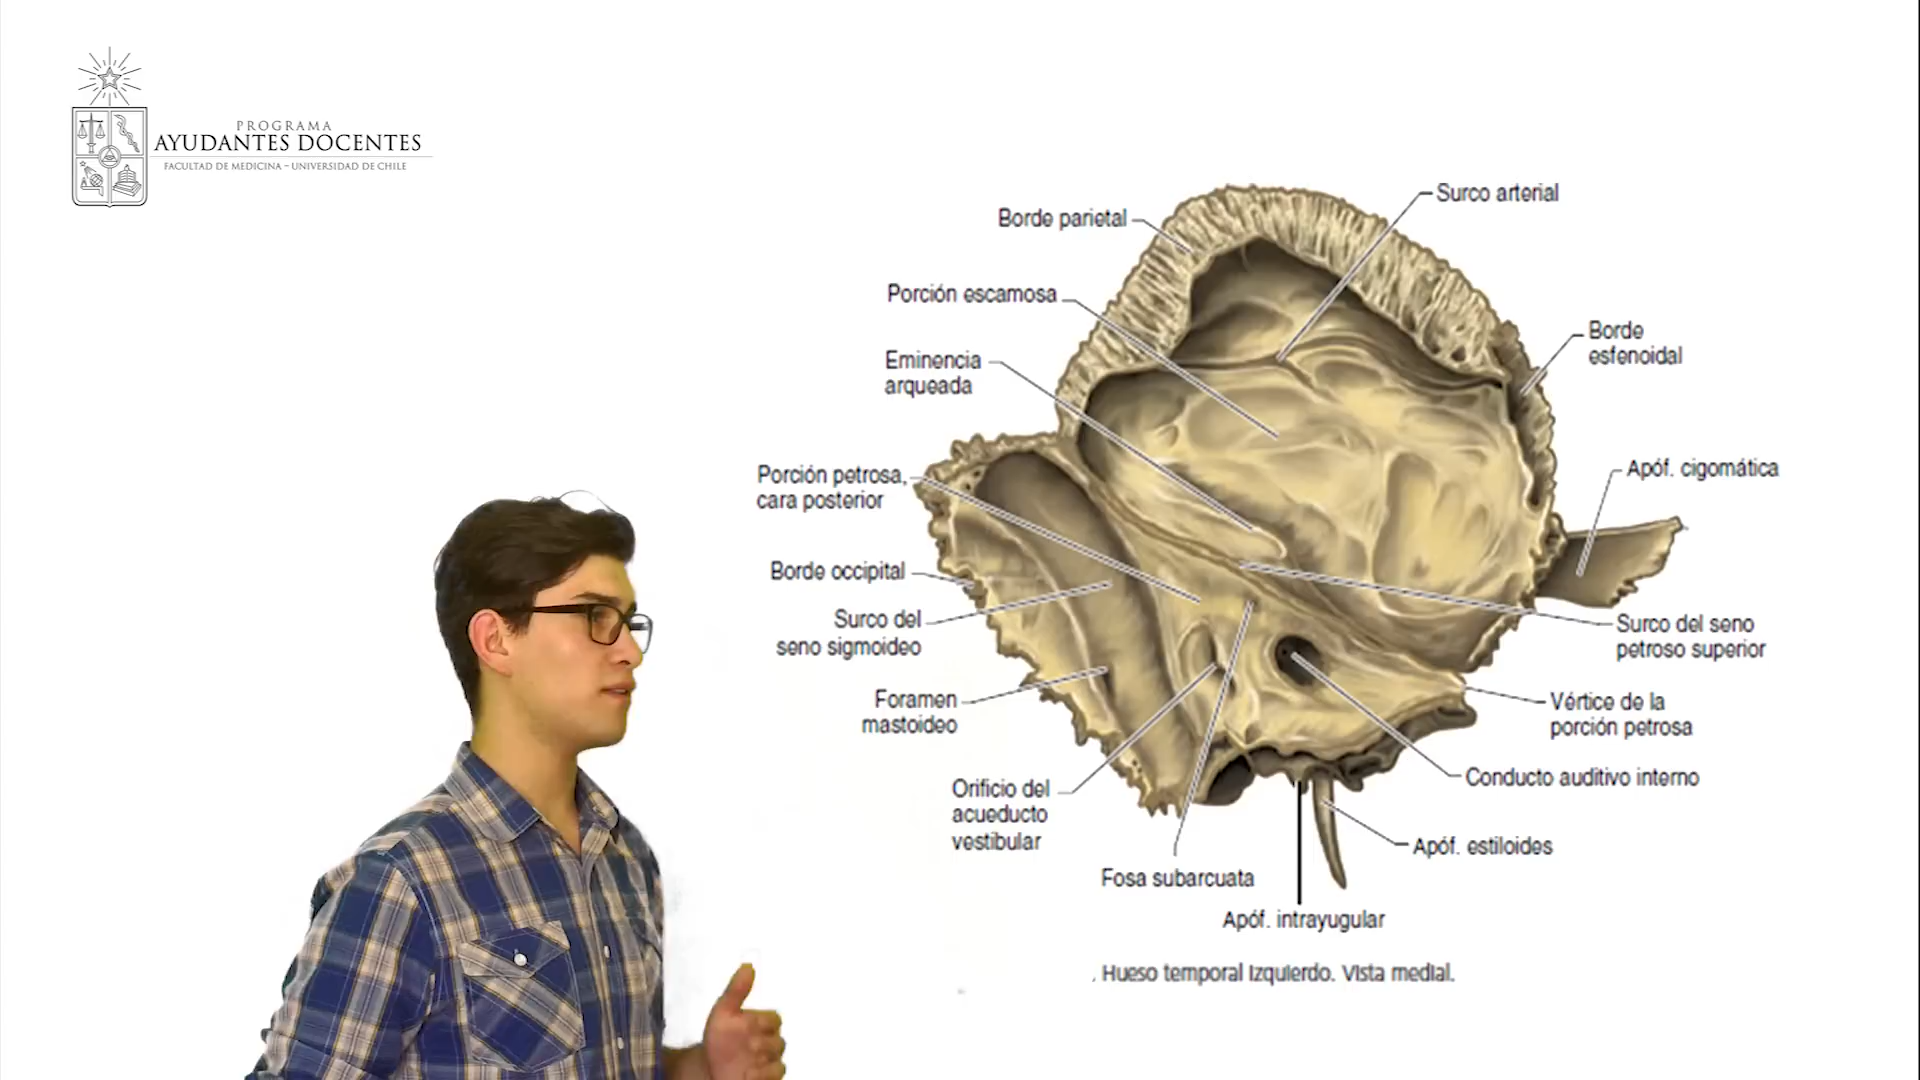 PROGRAMA
AYUDANTES DOCENTES
FACULTAD DE MEDICINA – UNIVERSIDAD DE CHILE
Surco arterial
Borde parietal
Porción escamosa
Borde
esfenoidal
Eminencia
arqueada
Apóf. cigomática
Porción petrosa,
cara posterior
Borde occipital
Surco del
seno sigmoideo
Surco del seno
petroso superior
Foramen
mastoideo
Vértice de la
porción petrosa
Conducto auditivo interno
Orificio del
acueducto
vestibular
Apóf. estiloides
Fosa subarcuata
Apóf. intrayugular
. Hueso temporal Izquierdo. Vista medial.